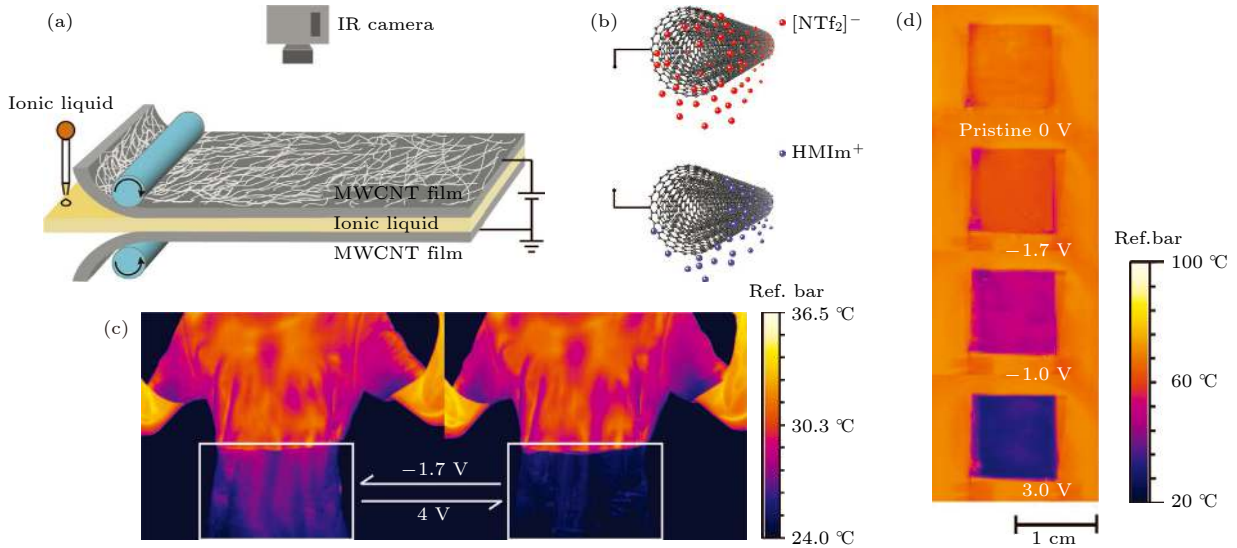 (a)
IR camera
Ionic liquid
MWCNT film
Ionic liquid
MWCNT film
(b)
[NTf₂]⁻
HMIm⁺
(c)
−1.7 V
4 V
Ref. bar
36.5 ℃
30.3 ℃
24.0 ℃
(d)
Pristine 0 V
−1.7 V
−1.0 V
3.0 V
Ref.bar
100 ℃
60 ℃
20 ℃
1 cm